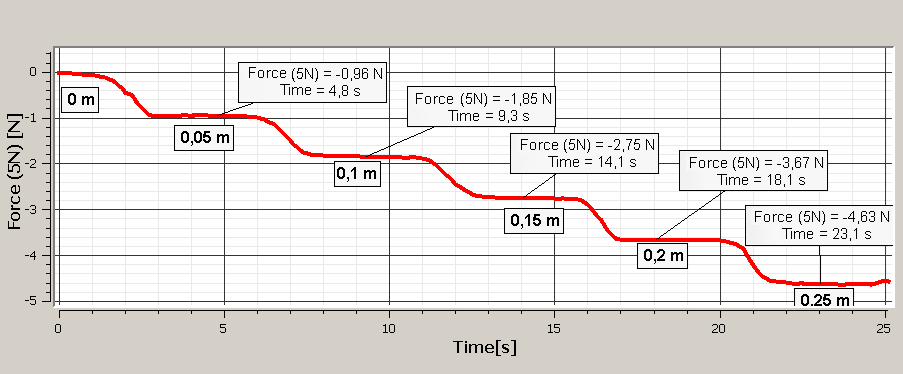 Force (5N) = -0,96 N
Time = 4,8 s
Force (5N) = -1,85 N
Time = 9,3 s
Force (5N) = -2,75 N
Time = 14,1 s
Force (5N) = -3,67 N
Time = 18,1 s
Force (5N) = -4,63 N
Time = 23,1 s
0 m
0,05 m
0,1 m
0,15 m
0,2 m
0.25 m
Force (5N) [N]
0
-1
-2
-3
-4
-5
0 5 10 15 20 25
Time[s]